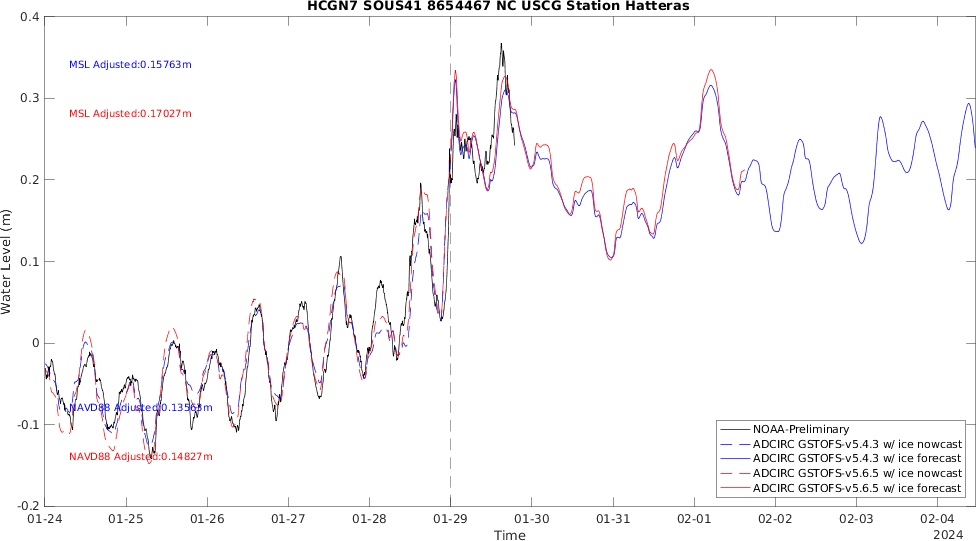 HCGN7 SOUS41 8654467 NC USCG Station Hatteras
0.4
0.3
0.2
0.1
0
-0.1
-0.2
Water Level (m)
MSL Adjusted:0.15763m
MSL Adjusted:0.17027m
NAVD88 Adjusted:0.13563m
NAVD88 Adjusted:0.14827m
NOAA-Preliminary
ADCIRC GSTOFS-v5.4.3 w/ ice nowcast
ADCIRC GSTOFS-v5.4.3 w/ ice forecast
ADCIRC GSTOFS-v5.6.5 w/ ice nowcast
ADCIRC GSTOFS-v5.6.5 w/ ice forecast
01-24 01-25 01-26 01-27 01-28 01-29 01-30 01-31 02-01 02-02 02-03 02-04
Time
2024